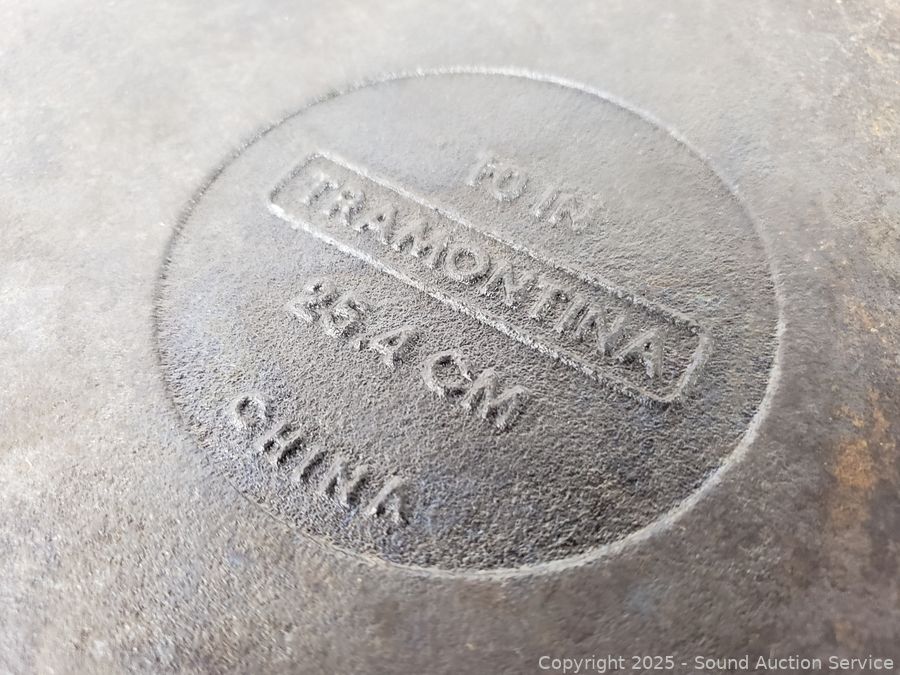 10 IN
TRAMONTINA
25.4 CM
CHINA
Copyright 2025 - Sound Auction Service